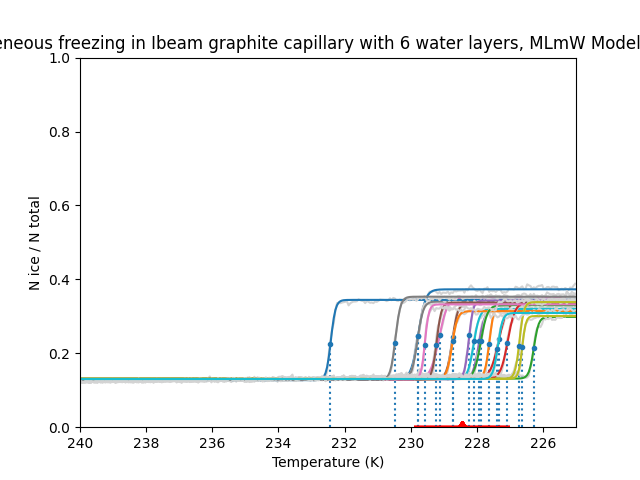 eneous freezing in Ibeam graphite capillary with 6 water layers, MLmW Model
1.0
0.8
0.6
0.4
0.2
0.0
N ice / N total
240 238 236 234 232 230 228 226
Temperature (K)